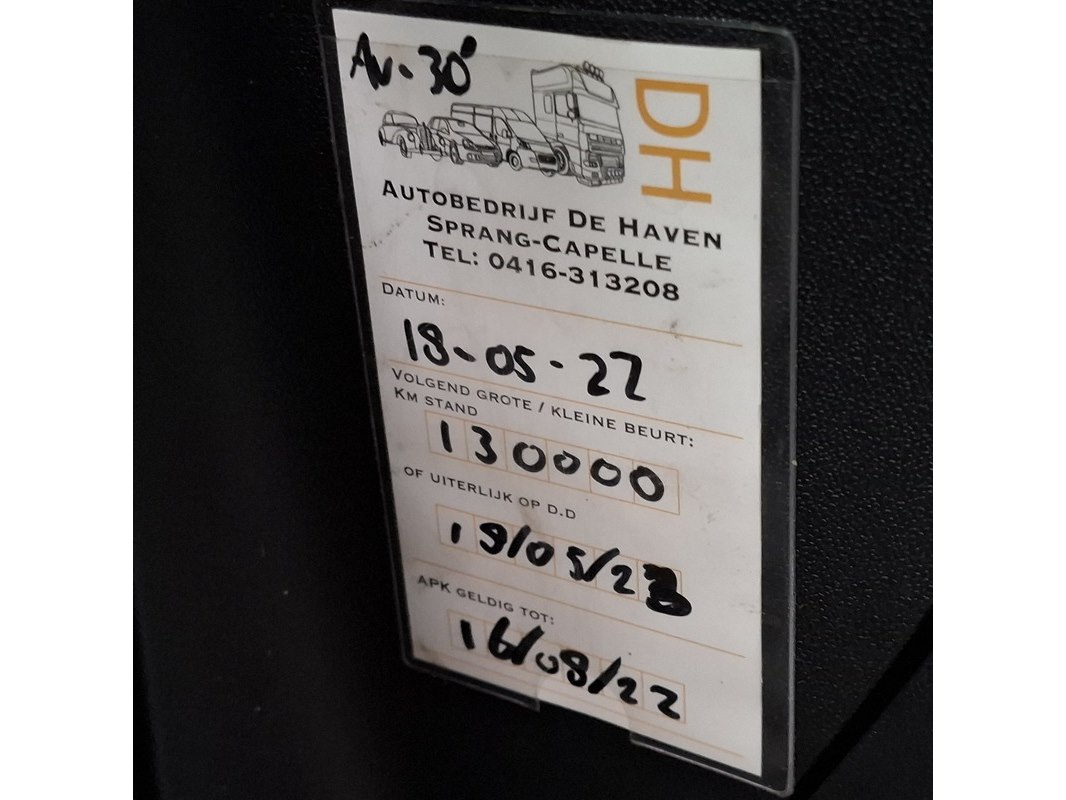 Av. 30
DH
AUTOBEDRIJF DE HAVEN
SPRANG-CAPELLE
TEL: 0416-313208
DATUM:
19-05-22
VOLGEND GROTE / KLEINE BEURT:
KM STAND
130000
OF UITERLIJK OP D.D
19/05/23
APK GELDIG TOT:
16/08/22